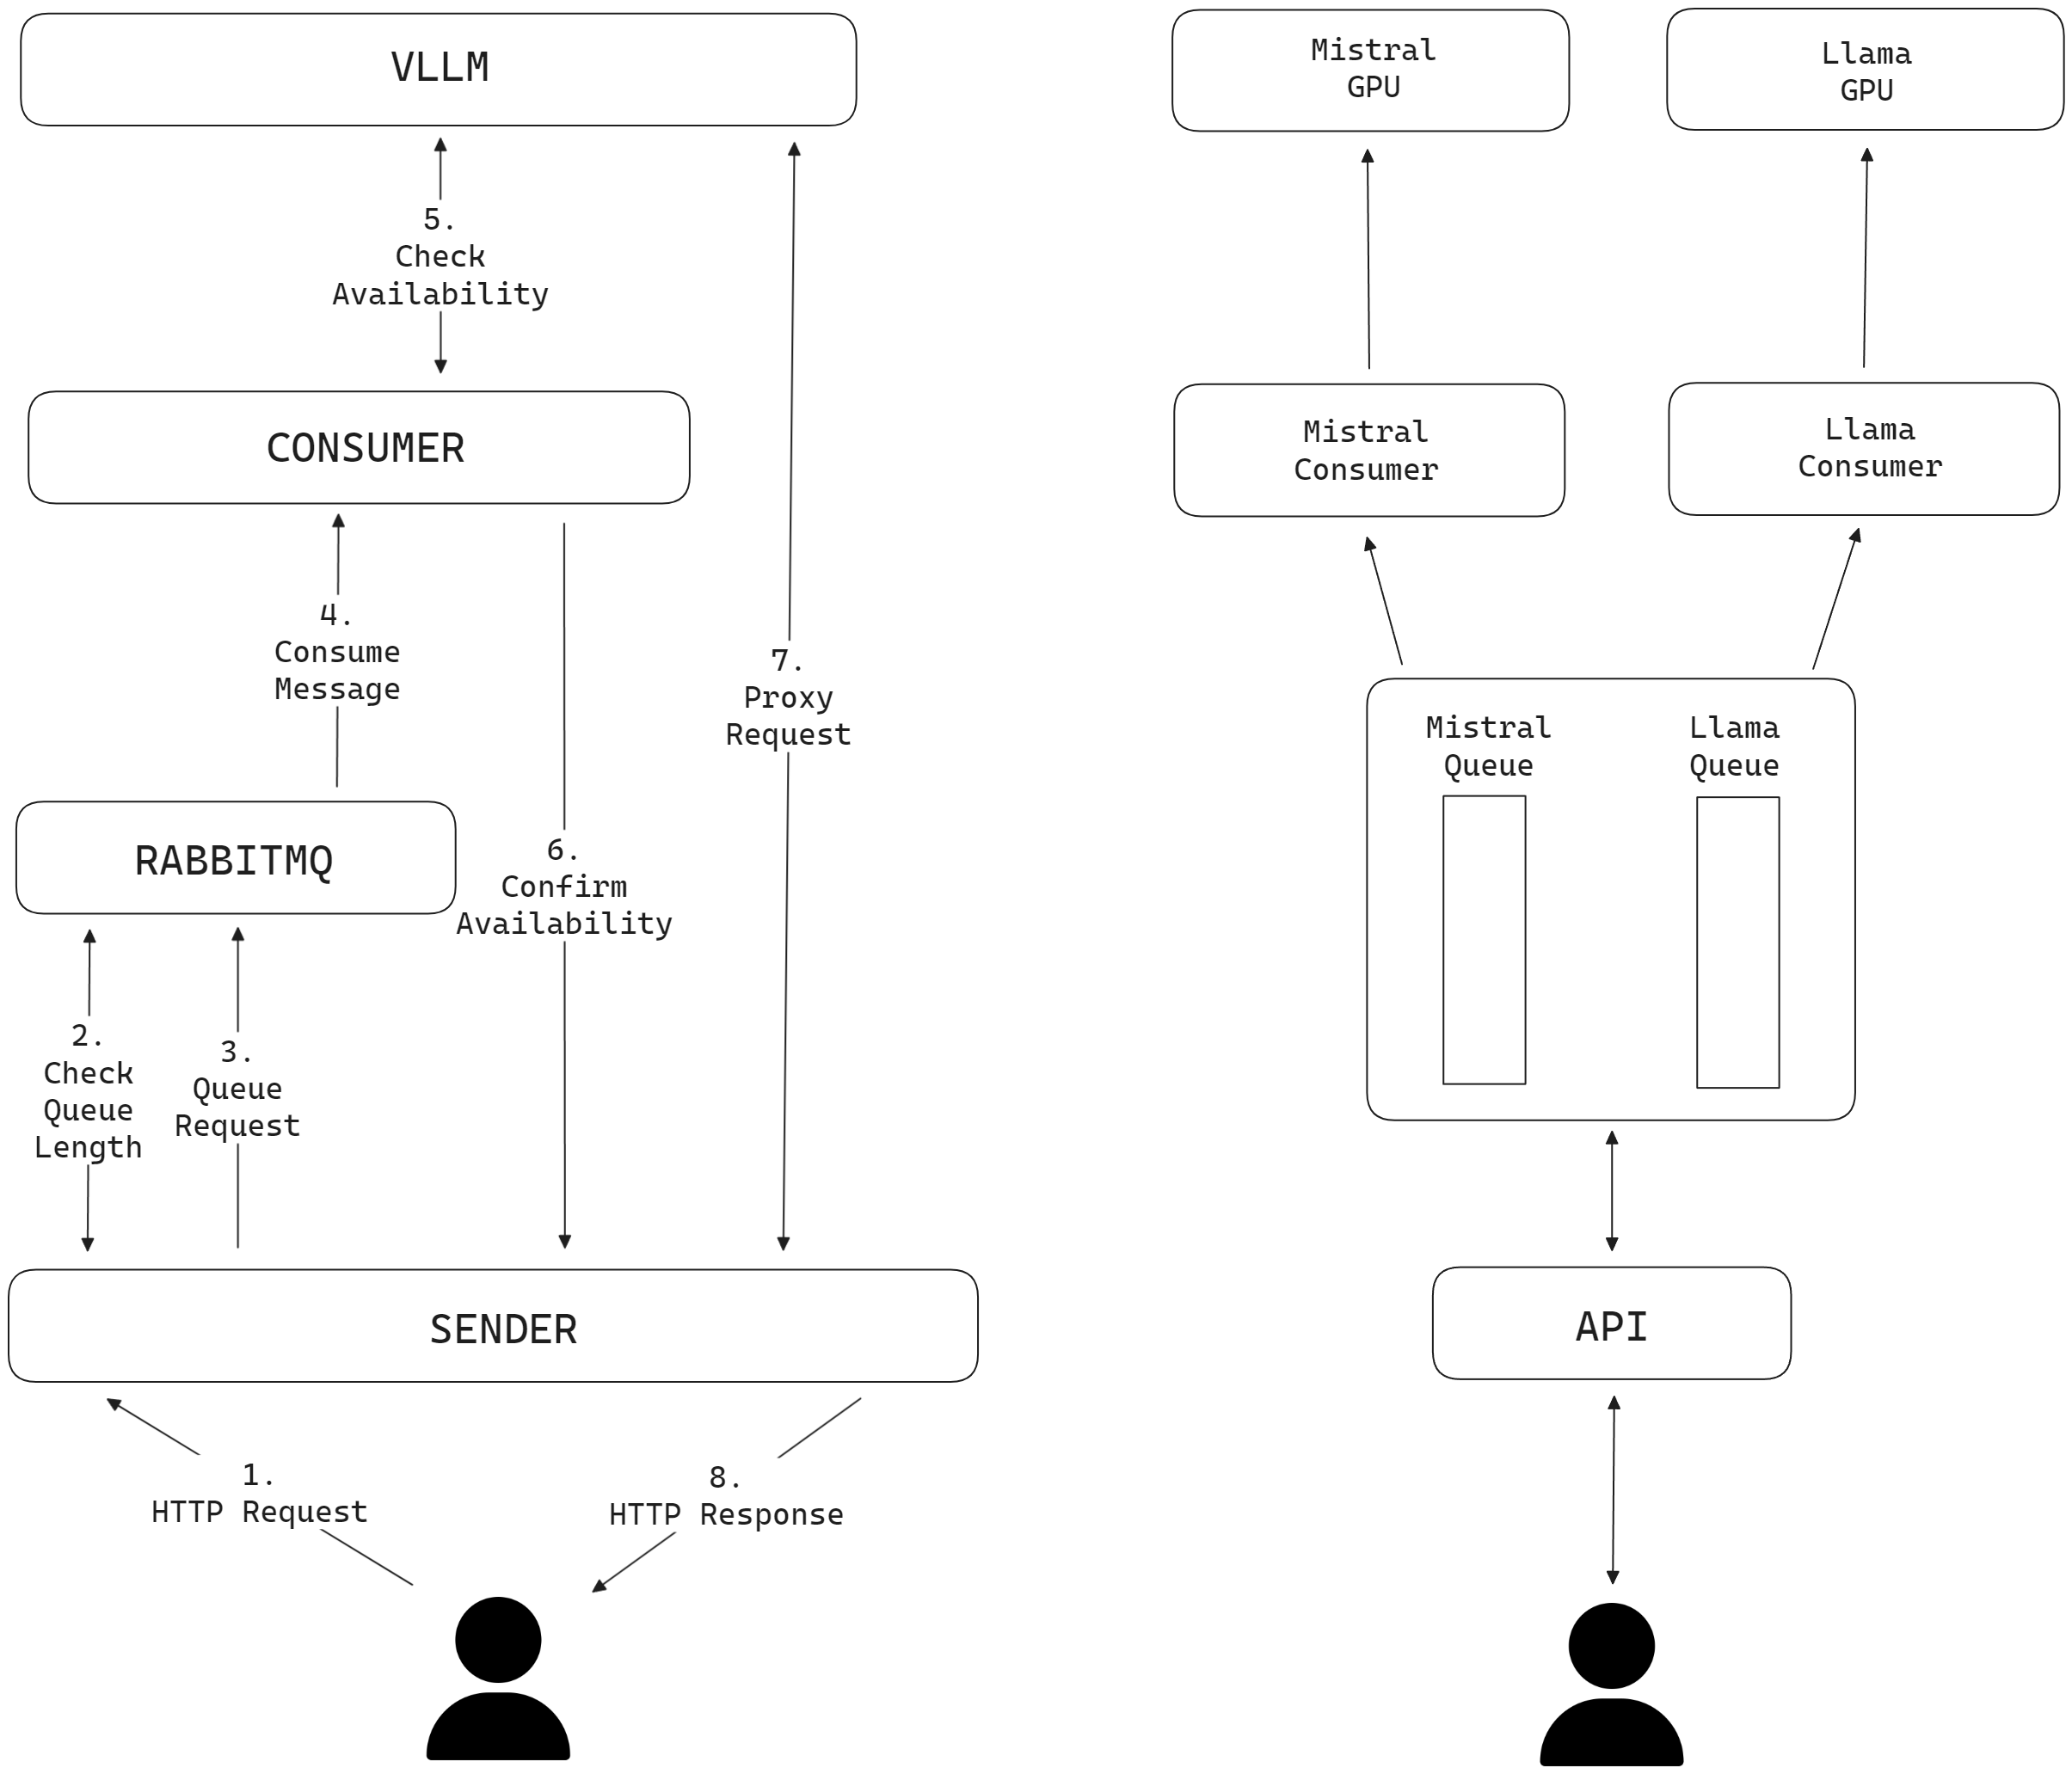 VLLM
5.
Check
Availability
CONSUMER
4.
Consume
Message
7.
Proxy
Request
RABBITMQ
6.
Confirm
Availability
2.
Check
Queue
Length
3.
Queue
Request
SENDER
1.
HTTP Request
8.
HTTP Response
Mistral
GPU
Llama
GPU
Mistral
Consumer
Llama
Consumer
Mistral
Queue
Llama
Queue
API